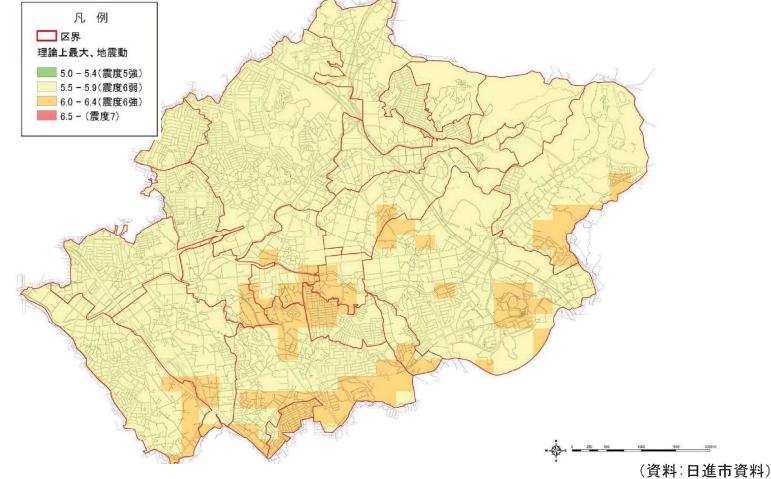 凡 例
区界
理論上最大、地震動
5.0 - 5.4(震度5強)
5.5 - 5.9(震度6弱)
6.0 - 6.4(震度6強)
6.5 - (震度7)
(資料:日進市資料)